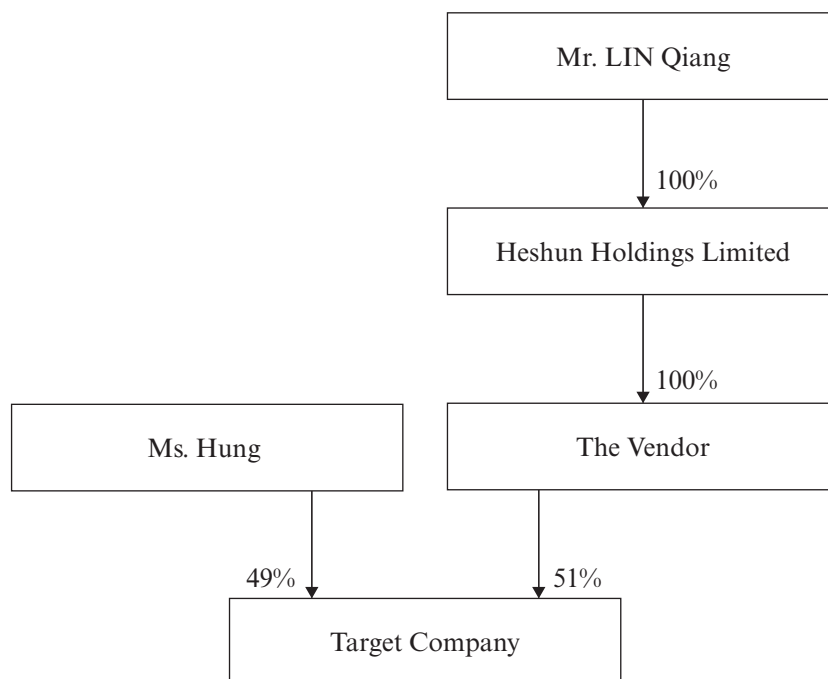 Mr. LIN Qiang
100%
Heshun Holdings Limited
100%
Ms. Hung
The Vendor
49%
51%
Target Company